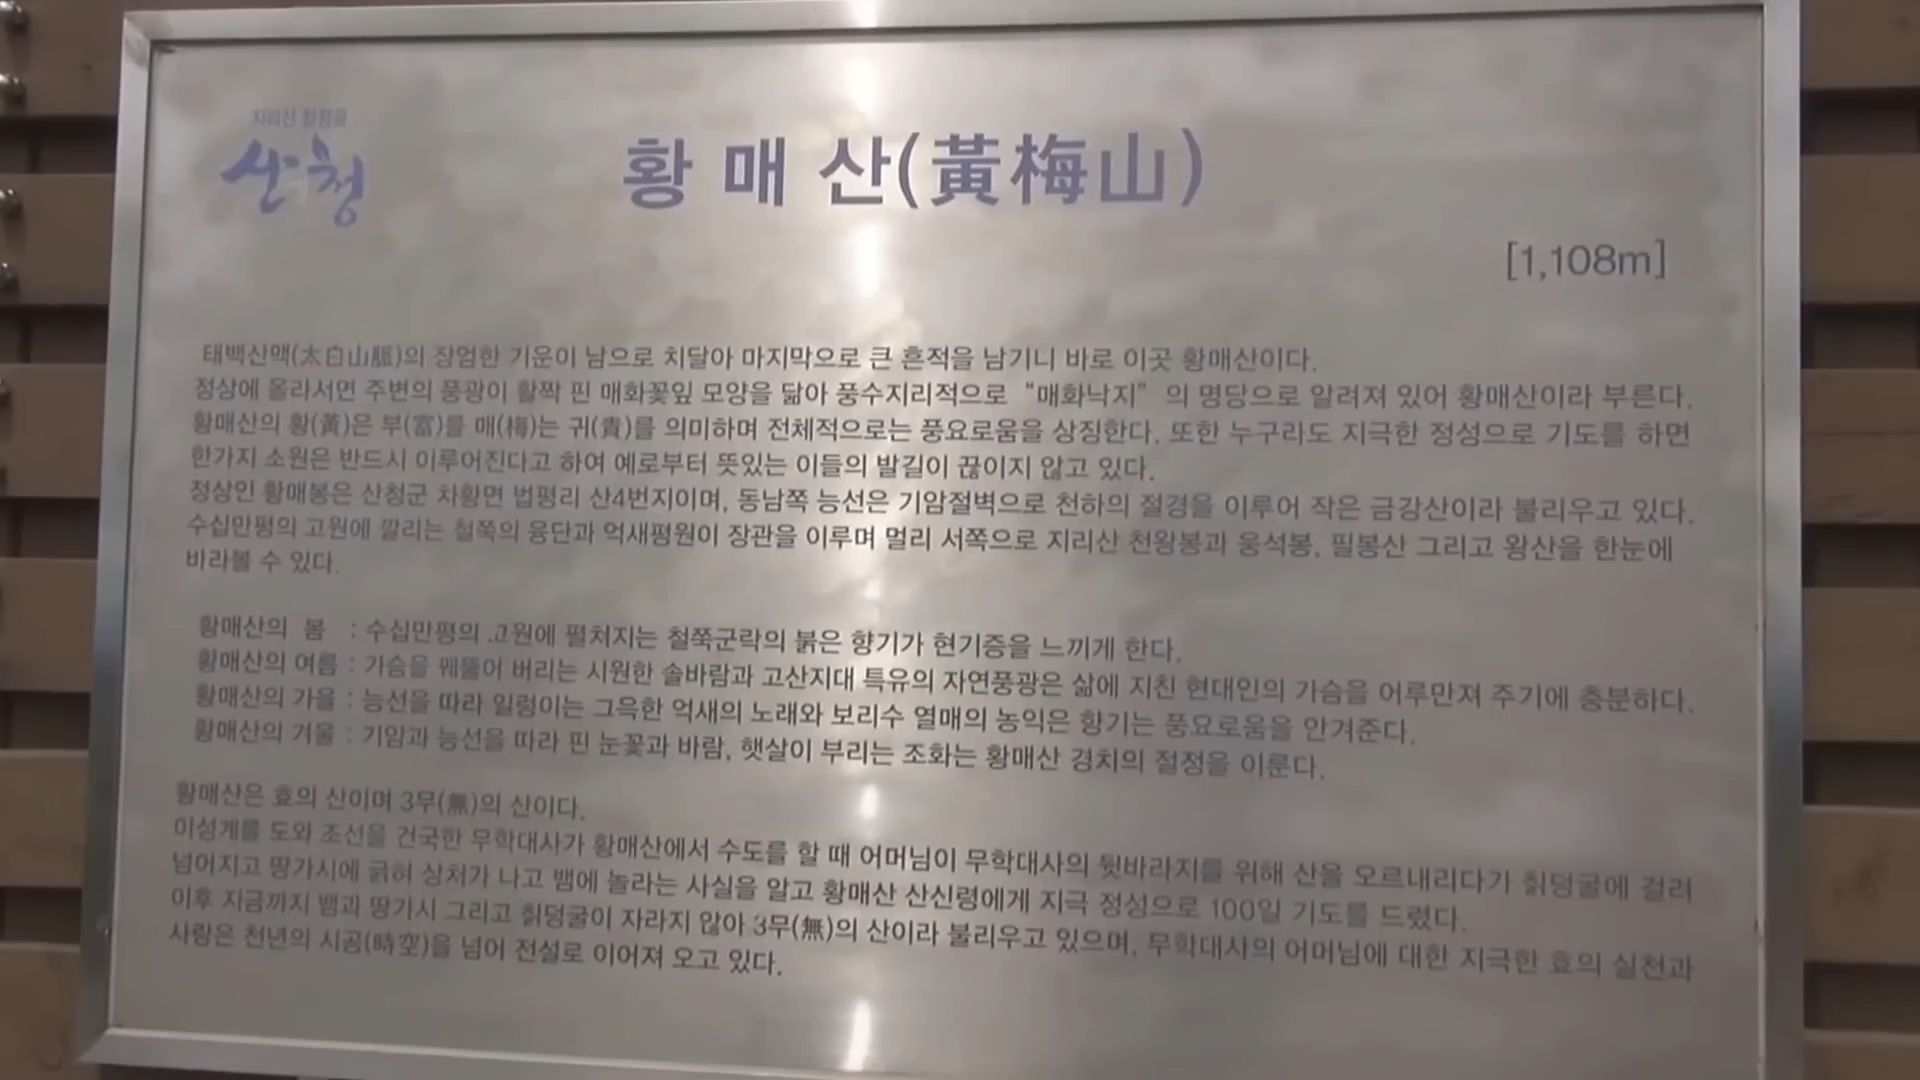 지리산 청정골
산청
황 매 산(黃梅山)
[1,108m]
태백산맥(太白山脈)의 장엄한 기운이 남으로 치달아 마지막으로 큰 흔적을 남기니 바로 이곳 황매산이다.
정상에 올라서면 주변의 풍광이 활짝 핀 매화꽃잎 모양을 닮아 풍수지리적으로 “매화낙지” 의 명당으로 알려져 있어 황매산이라 부른다.
황매산의 황(黃)은 부(富)를 매(梅)는 귀(貴)를 의미하며 전체적으로는 풍요로움을 상징한다. 또한 누구라도 지극한 정성으로 기도를 하면
한가지 소원은 반드시 이루어진다고 하여 예로부터 뜻있는 이들의 발길이 끊이지 않고 있다.
정상인 황매봉은 산청군 차황면 법평리 산4번지이며, 동남쪽 능선은 기암절벽으로 천하의 절경을 이루어 작은 금강산이라 불리우고 있다.
수십만평의 고원에 깔리는 철쭉의 융단과 억새평원이 장관을 이루며 멀리 서쪽으로 지리산 천왕봉과 웅석봉, 필봉산 그리고 왕산을 한눈에
바라볼 수 있다.
황매산의 봄 : 수십만평의 고원에 펼쳐지는 철쭉군락의 붉은 향기가 현기증을 느끼게 한다.
황매산의 여름 : 가슴을 꿰뚫어 버리는 시원한 솔바람과 고산지대 특유의 자연풍광은 삶에 지친 현대인의 가슴을 어루만져 주기에 충분하다.
황매산의 가을 : 능선을 따라 일렁이는 그윽한 억새의 노래와 보리수 열매의 농익은 향기는 풍요로움을 안겨준다.
황매산의 겨울 : 기암과 능선을 따라 핀 눈꽃과 바람, 햇살이 부리는 조화는 황매산 경치의 절정을 이룬다.
황매산은 효의 산이며 3무(無)의 산이다.
이성계를 도와 조선을 건국한 무학대사가 황매산에서 수도를 할 때 어머님이 무학대사의 뒷바라지를 위해 산을 오르내리다가 칡덩굴에 걸려
넘어지고 땅가시에 긁혀 상처가 나고 뱀에 놀라는 사실을 알고 황매산 산신령에게 지극 정성으로 100일 기도를 드렸다.
이후 지금까지 뱀과 땅가시 그리고 칡덩굴이 자라지 않아 3무(無)의 산이라 불리우고 있으며, 무학대사의 어머님에 대한 지극한 효의 실천과
사랑은 천년의 시공(時空)을 넘어 전설로 이어져 오고 있다.